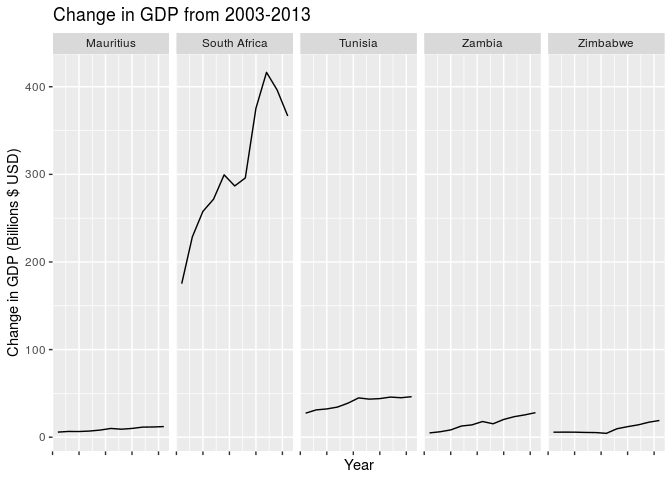 Change in GDP from 2003-2013
Mauritius
South Africa
Tunisia
Zambia
Zimbabwe
Change in GDP (Billions $ USD)
400
300
200
100
0
Year